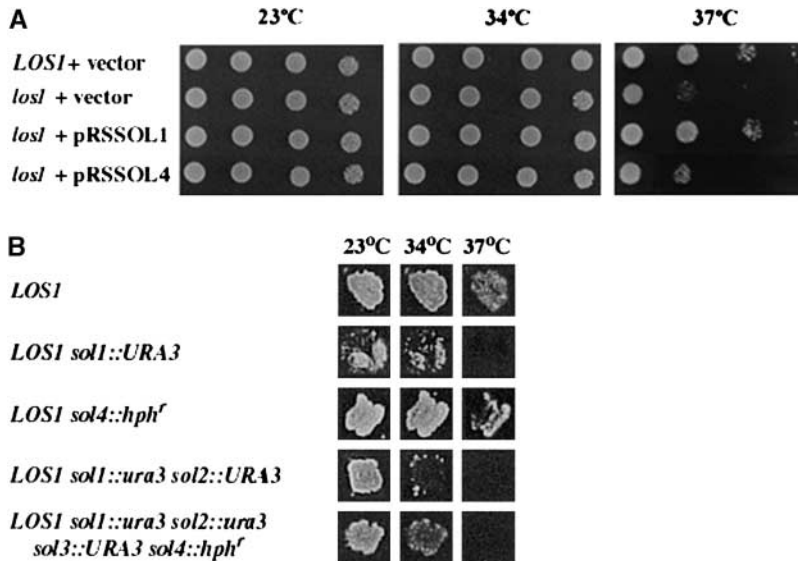 A
23°C 34°C 37°C
LOS1 + vector
los1 + vector
los1 + pRSSOL1
los1 + pRSSOL4
B
23°C 34°C 37°C
LOS1
LOS1 sol1::URA3
LOS1 sol4::hphʳ
LOS1 sol1::ura3 sol2::URA3
LOS1 sol1::ura3 sol2::ura3
sol3::URA3 sol4::hphʳ